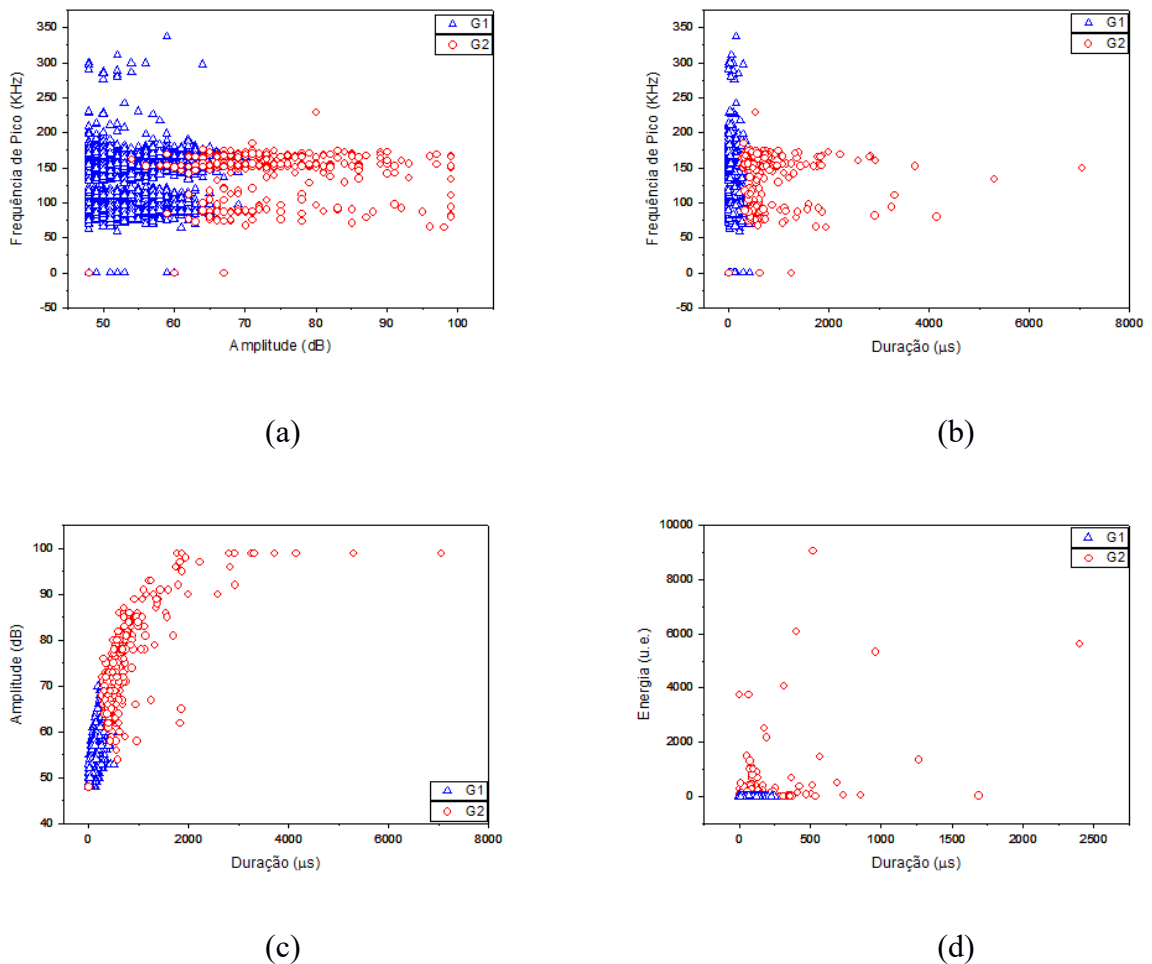 350
300
250
200
150
100
50
0
-50
Frequência de Pico (KHz)
G1
G2
50 60 70 80 90 100
Amplitude (dB)
(a)
350
300
250
200
150
100
50
0
-50
Frequência de Pico (KHz)
G1
G2
0 2000 4000 6000 8000
Duração (μs)
(b)
100
90
80
70
60
50
40
Amplitude (dB)
G1
G2
0 2000 4000 6000 8000
Duração (μs)
(c)
10000
8000
6000
4000
2000
0
Energia (u.e.)
G1
G2
0 500 1000 1500 2000 2500
Duração (μs)
(d)